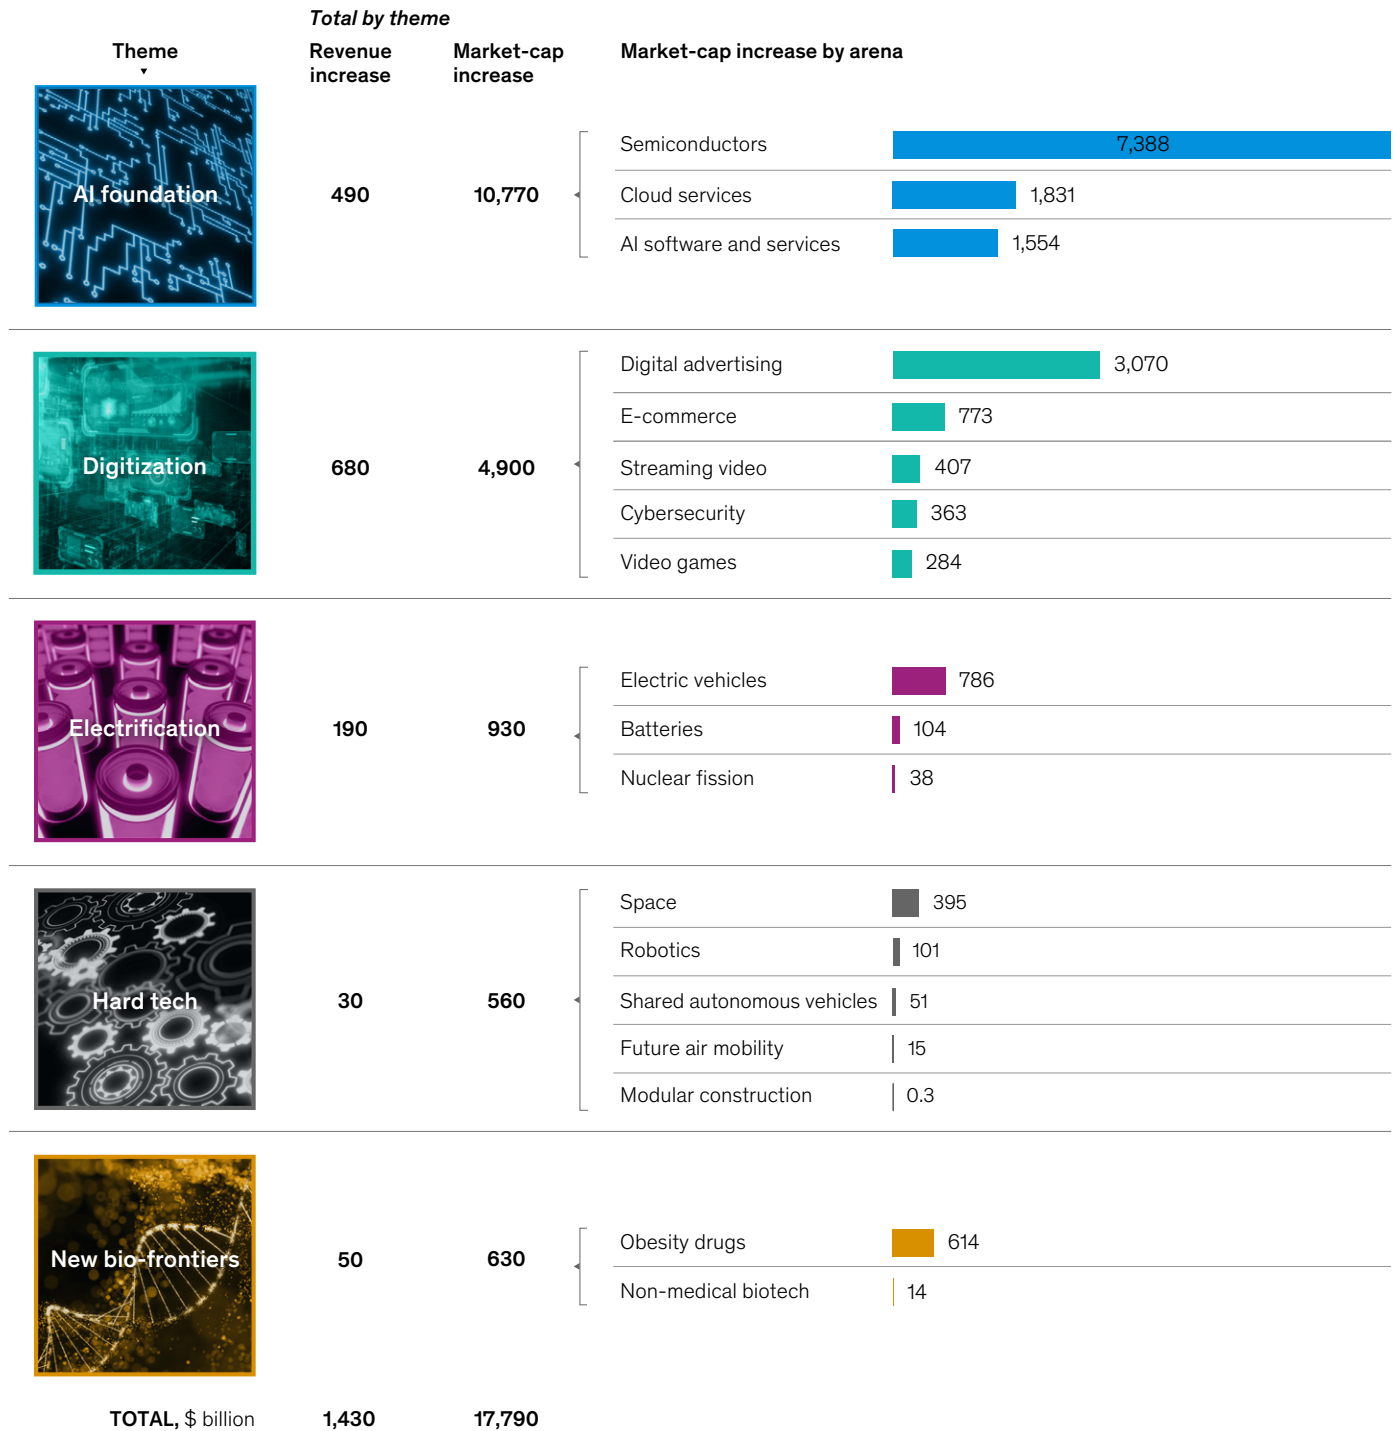 Total by theme
Theme
Revenue increase
Market-cap increase
Market-cap increase by arena
AI foundation
490
10,770
Semiconductors 7,388
Cloud services 1,831
AI software and services 1,554
Digitization
680
4,900
Digital advertising 3,070
E-commerce 773
Streaming video 407
Cybersecurity 363
Video games 284
Electrification
190
930
Electric vehicles 786
Batteries 104
Nuclear fission 38
Hard tech
30
560
Space 395
Robotics 101
Shared autonomous vehicles 51
Future air mobility 15
Modular construction 0.3
New bio-frontiers
50
630
Obesity drugs 614
Non-medical biotech 14
TOTAL, $ billion 1,430 17,790